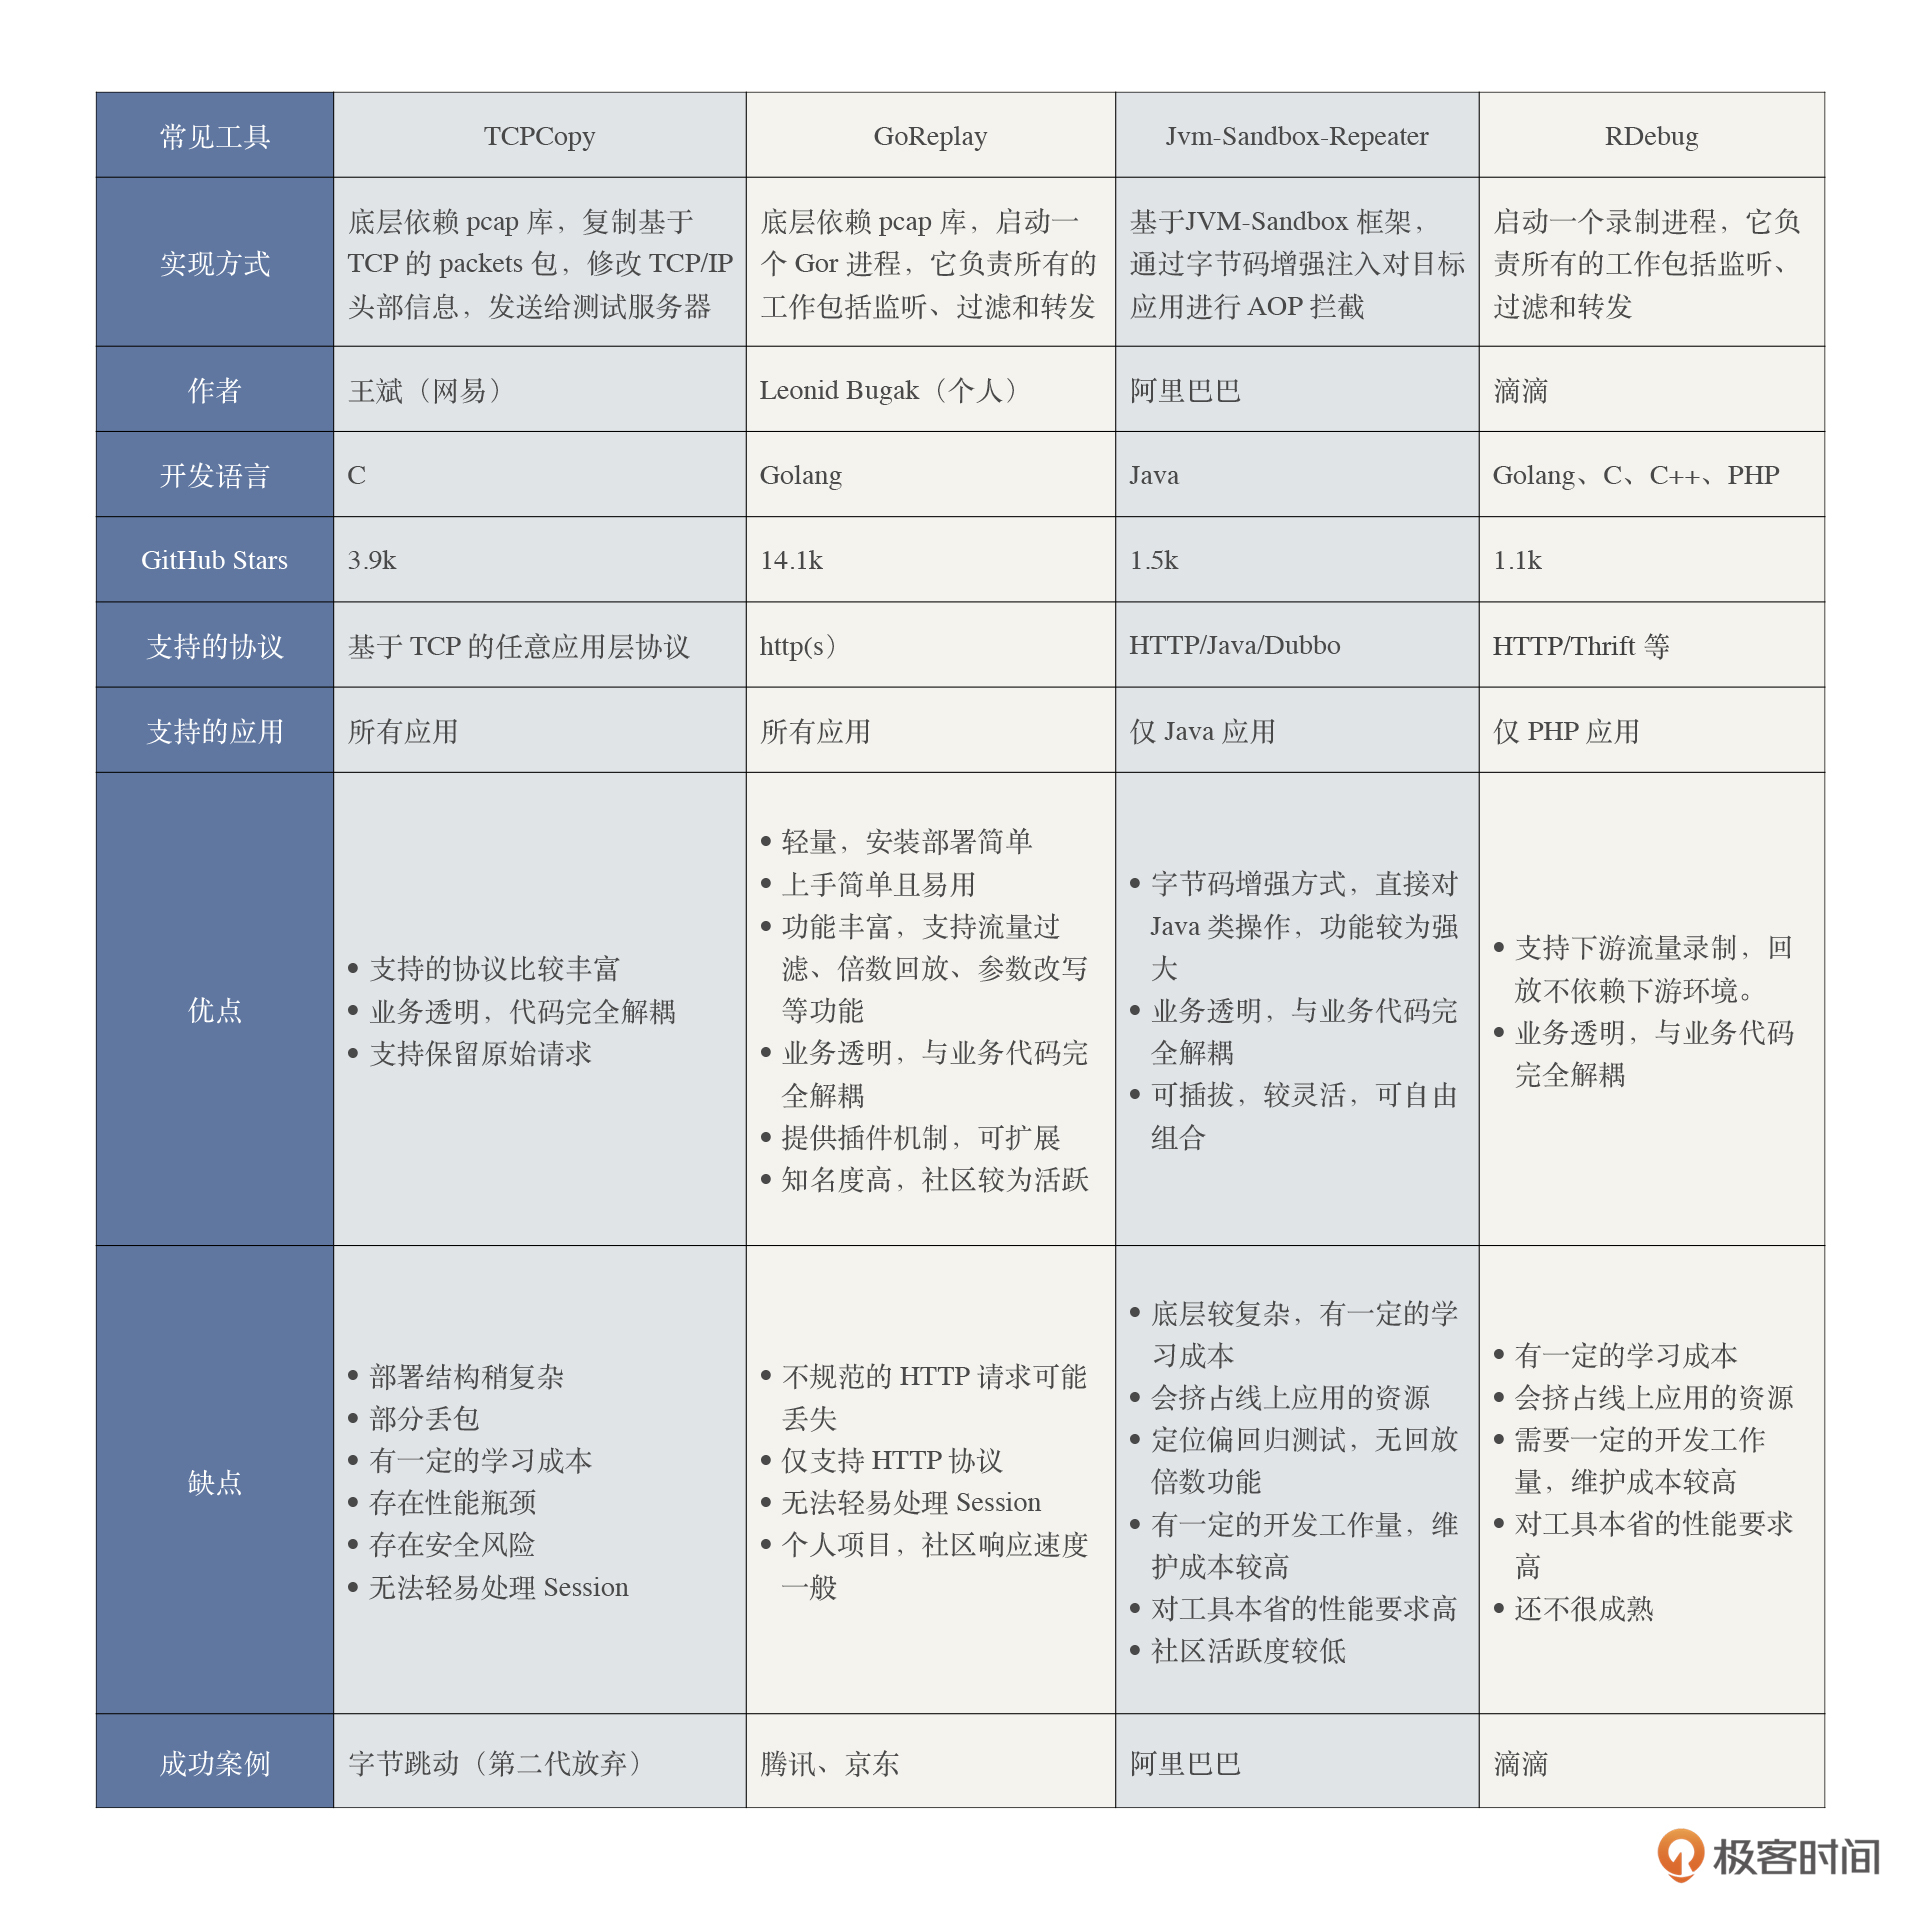 常见工具
TCPCopy
GoReplay
Jvm-Sandbox-Repeater
RDebug
实现方式
底层依赖 pcap 库，复制基于
TCP 的 packets 包，修改 TCP/IP
头部信息，发送给测试服务器
底层依赖 pcap 库，启动一
个 Gor 进程，它负责所有的
工作包括监听、过滤和转发
基于JVM-Sandbox 框架，
通过字节码增强注入对目标
应用进行 AOP 拦截
启动一个录制进程，它负
责所有的工作包括监听、
过滤和转发
作者
王斌（网易）
Leonid Bugak（个人）
阿里巴巴
滴滴
开发语言
C
Golang
Java
Golang、C、C++、PHP
GitHub Stars
3.9k
14.1k
1.5k
1.1k
支持的协议
基于 TCP 的任意应用层协议
http(s）
HTTP/Java/Dubbo
HTTP/Thrift 等
支持的应用
所有应用
所有应用
仅 Java 应用
仅 PHP 应用
优点
• 支持的协议比较丰富
• 业务透明，代码完全解耦
• 支持保留原始请求
• 轻量，安装部署简单
• 上手简单且易用
• 功能丰富，支持流量过
滤、倍数回放、参数改写
等功能
• 业务透明，与业务代码完
全解耦
• 提供插件机制，可扩展
• 知名度高，社区较为活跃
• 字节码增强方式，直接对
Java 类操作，功能较为强
大
• 业务透明，与业务代码完
全解耦
• 可插拔，较灵活，可自由
组合
• 支持下游流量录制，回
放不依赖下游环境。
• 业务透明，与业务代码
完全解耦
缺点
• 部署结构稍复杂
• 部分丢包
• 有一定的学习成本
• 存在性能瓶颈
• 存在安全风险
• 无法轻易处理 Session
• 不规范的 HTTP 请求可能
丢失
• 仅支持 HTTP 协议
• 无法轻易处理 Session
• 个人项目，社区响应速度
一般
• 底层较复杂，有一定的学
习成本
• 会挤占线上应用的资源
• 定位偏回归测试，无回放
倍数功能
• 有一定的开发工作量，维
护成本较高
• 对工具本省的性能要求高
• 社区活跃度较低
• 有一定的学习成本
• 会挤占线上应用的资源
• 需要一定的开发工作
量，维护成本较高
• 对工具本省的性能要求
高
• 还不很成熟
成功案例
字节跳动（第二代放弃）
腾讯、京东
阿里巴巴
滴滴
极客时间